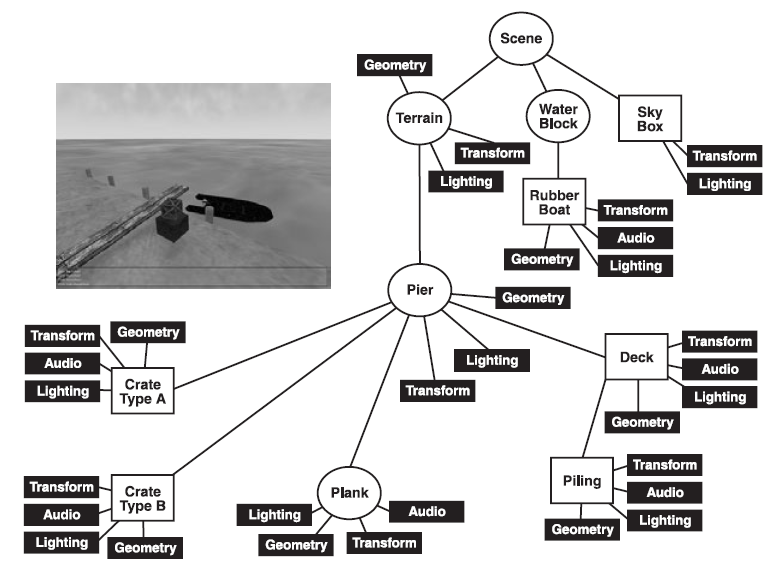 Scene
Geometry
Terrain
Water
Block
Sky
Box
Transform
Lighting
Transform
Lighting
Rubber
Boat
Transform
Audio
Geometry
Lighting
Pier
Geometry
Transform
Geometry
Audio
Lighting
Crate
Type A
Lighting
Transform
Deck
Transform
Audio
Lighting
Geometry
Transform
Audio
Lighting
Crate
Type B
Geometry
Plank
Lighting
Audio
Geometry
Transform
Piling
Transform
Audio
Lighting
Geometry